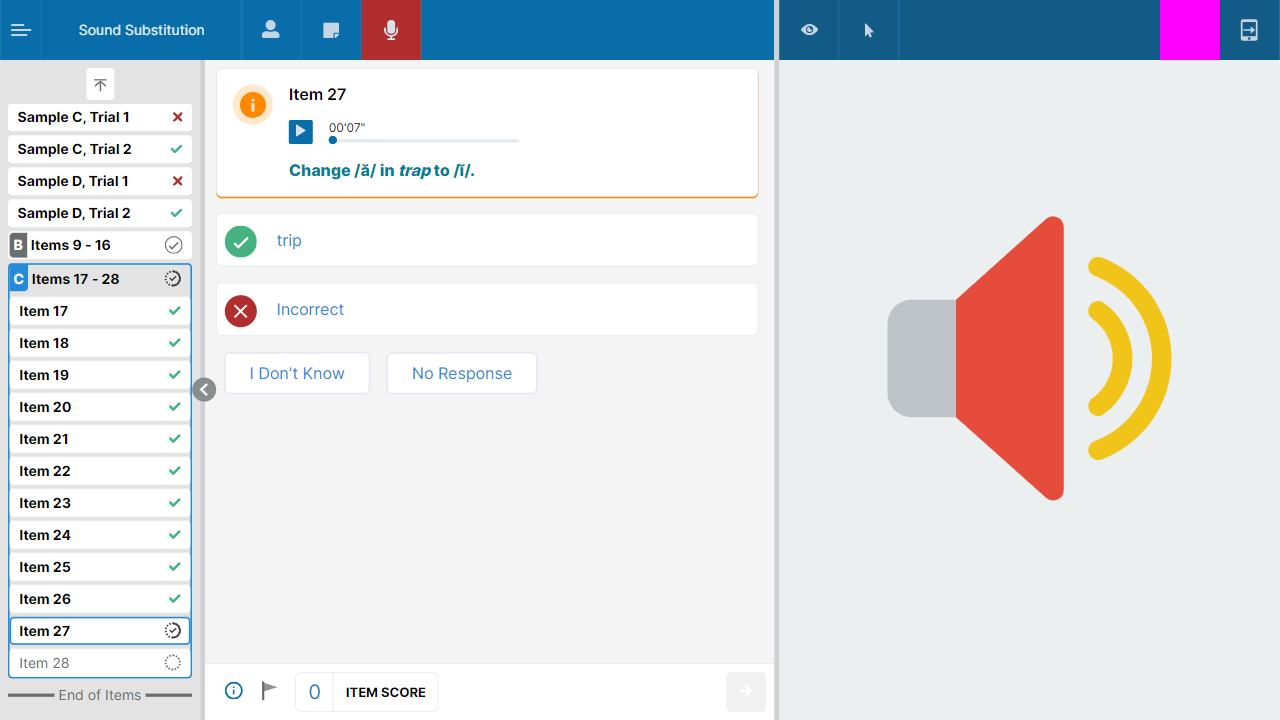 Sound Substitution
Sample C, Trial 1
Sample C, Trial 2
Sample D, Trial 1
Sample D, Trial 2
B Items 9 - 16
C Items 17 - 28
Item 17
Item 18
Item 19
Item 20
Item 21
Item 22
Item 23
Item 24
Item 25
Item 26
Item 27
Item 28
End of Items
Item 27
00'07"
Change /ă/ in trap to /ĭ/.
trip
Incorrect
I Don’t Know
No Response
0 ITEM SCORE